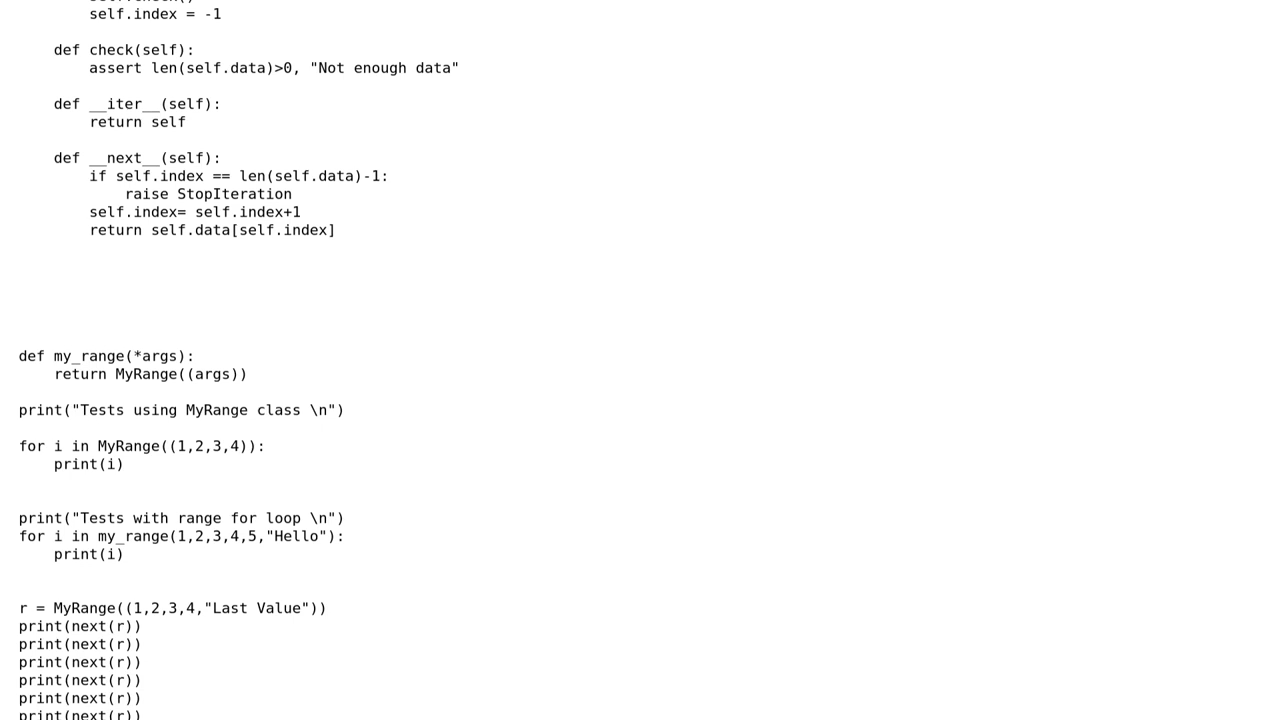 self.index = -1
def check(self):
assert len(self.data)>0, "Not enough data"
def __iter__(self):
return self
def __next__(self):
if self.index == len(self.data)-1:
raise StopIteration
self.index= self.index+1
return self.data[self.index]
def my_range(*args):
return MyRange((args))
print("Tests using MyRange class \n")
for i in MyRange((1,2,3,4)):
print(i)
print("Tests with range for loop \n")
for i in my_range(1,2,3,4,5,"Hello"):
print(i)
r = MyRange((1,2,3,4,"Last Value"))
print(next(r))
print(next(r))
print(next(r))
print(next(r))
print(next(r))
print(next(r))